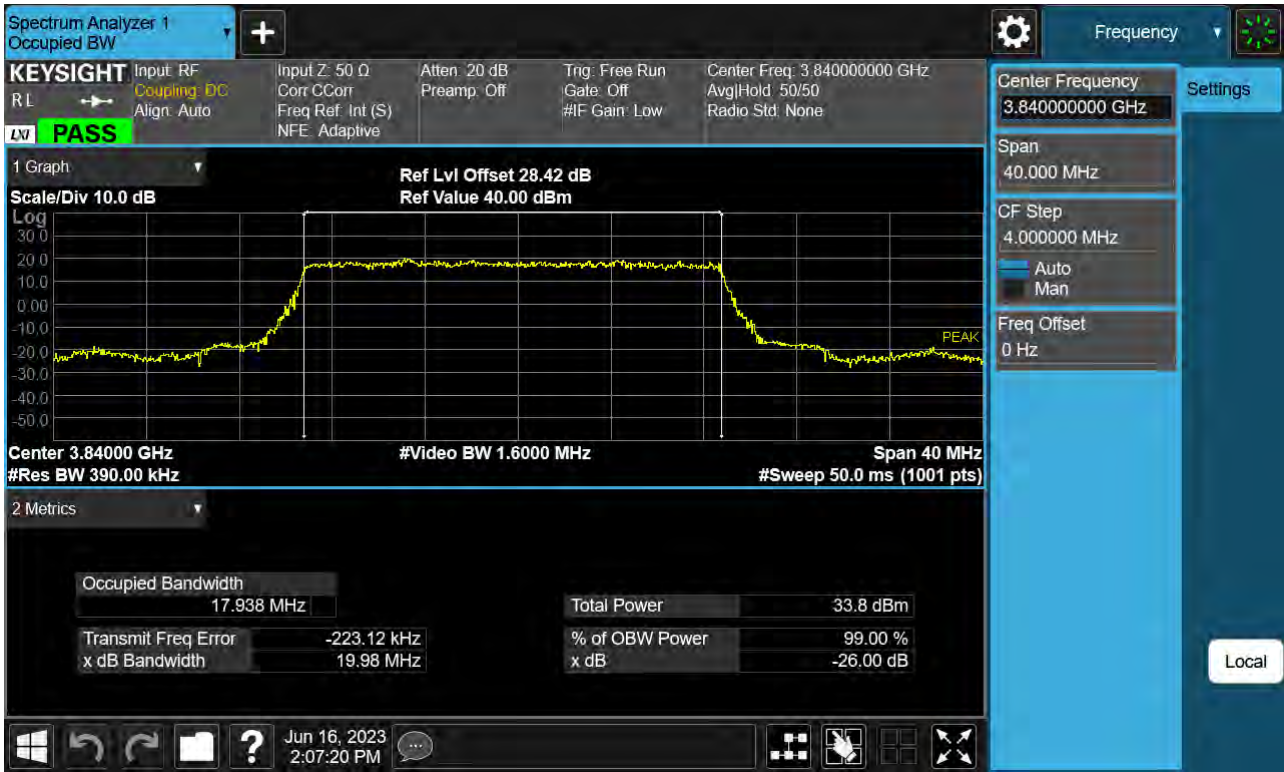 Spectrum Analyzer 1
Occupied BW
+
Frequency
KEYSIGHT
RL
LXI PASS
Input: RF
Coupling: DC
Align: Auto
Input Z: 50 Ω
Corr CCorr
Freq Ref: Int (S)
NFE: Adaptive
Atten: 20 dB
Preamp: Off
Trig: Free Run
Gate: Off
#IF Gain: Low
Center Freq: 3.840000000 GHz
Avg|Hold: 50/50
Radio Std: None
Center Frequency
3.840000000 GHz
Settings
Span
40.000 MHz
CF Step
4.000000 MHz
Auto
Man
Freq Offset
0 Hz
1 Graph
Ref Lvl Offset 28.42 dB
Scale/Div 10.0 dB
Ref Value 40.00 dBm
Log
30.0
20.0
10.0
0.00
-10.0
PEAK
-20.0
-30.0
-40.0
-50.0
Center 3.84000 GHz
#Video BW 1.6000 MHz
Span 40 MHz
#Res BW 390.00 kHz
#Sweep 50.0 ms (1001 pts)
2 Metrics
Occupied Bandwidth
17.938 MHz
Total Power 33.8 dBm
Transmit Freq Error -223.12 kHz
% of OBW Power 99.00 %
x dB Bandwidth 19.98 MHz
x dB -26.00 dB
Local
?
Jun 16, 2023
2:07:20 PM